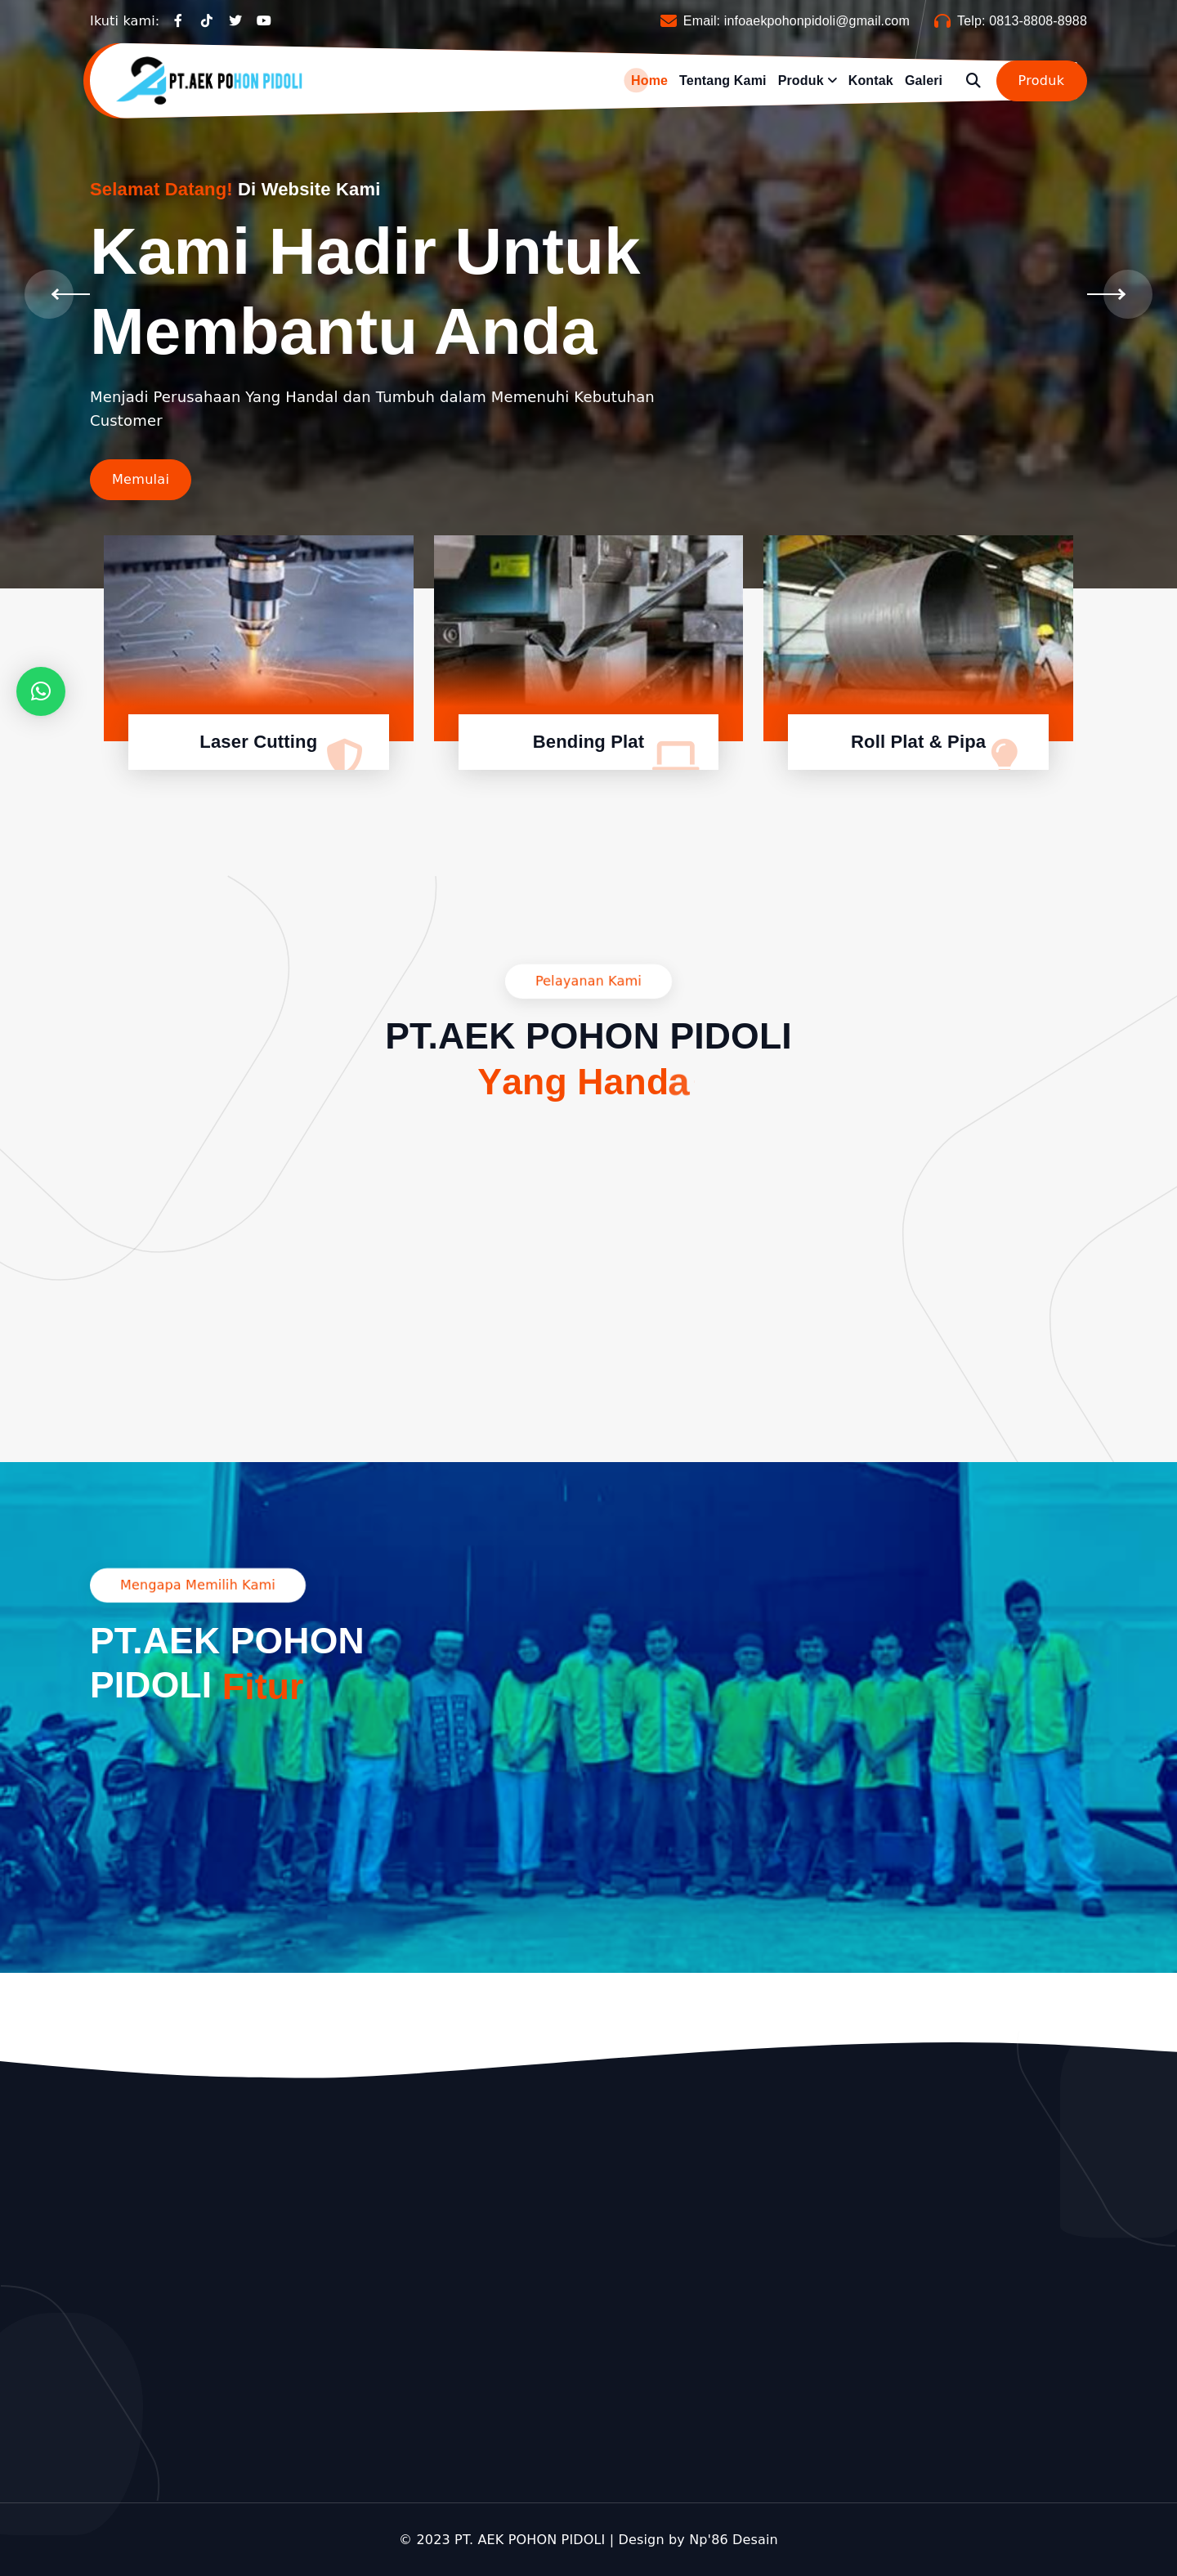 Ikuti kami:
Email: infoaekpohonpidoli@gmail.com
Telp: 0813-8808-8988
PT.AEK POHON PIDOLI
Home Tentang Kami Produk Kontak Galeri
Produk
Selamat Datang! Di Website Kami
Kami Hadir Untuk
Membantu Anda
Menjadi Perusahaan Yang Handal dan Tumbuh dalam Memenuhi Kebutuhan
Customer
Memulai
Laser Cutting
Bending Plat
Roll Plat & Pipa
Pelayanan Kami
PT.AEK POHON PIDOLI
Yang Handa
Mengapa Memilih Kami
PT.AEK POHON
PIDOLI Fitur
© 2023 PT. AEK POHON PIDOLI | Design by Np'86 Desain